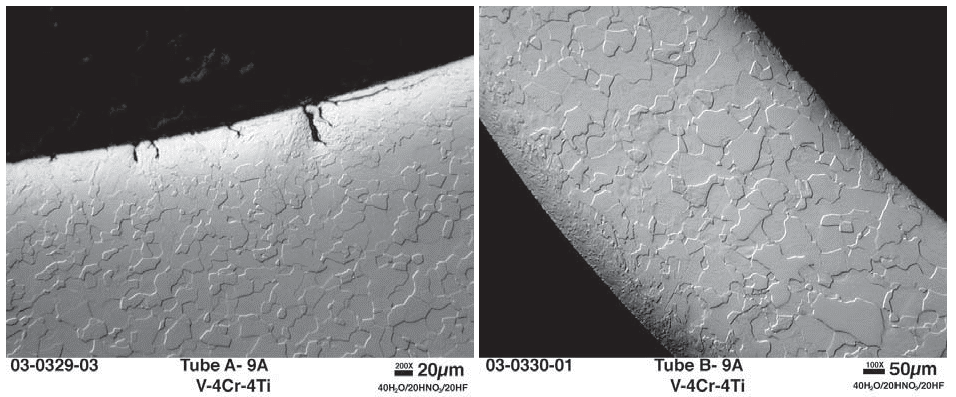 03-0329-03 Tube A- 9A 200X 20µm
V-4Cr-4Ti 40H₂O/20HNO₃/20HF
03-0330-01 Tube B- 9A 100X 50µm
V-4Cr-4Ti 40H₂O/20HNO₃/20HF